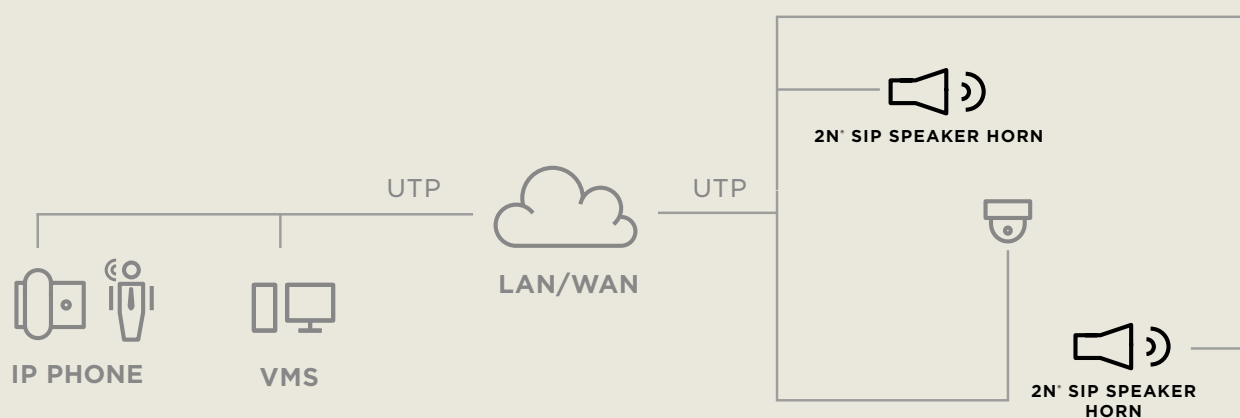 2N® SIP SPEAKER HORN
UTP
UTP
LAN/WAN
IP PHONE
VMS
2N® SIP SPEAKER
HORN